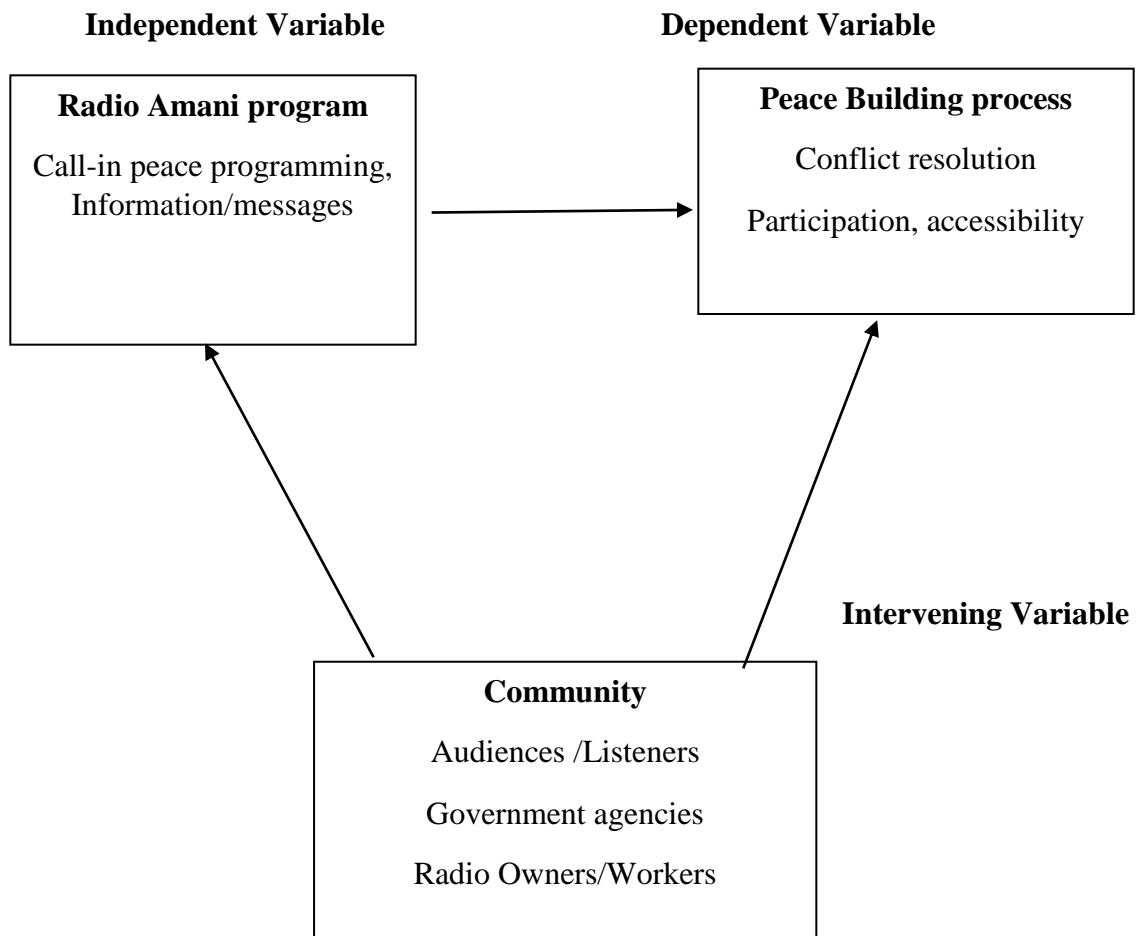 Independent Variable
Dependent Variable
Radio Amani program
Call-in peace programming,
Information/messages
Peace Building process
Conflict resolution
Participation, accessibility
Intervening Variable
Community
Audiences /Listeners
Government agencies
Radio Owners/Workers